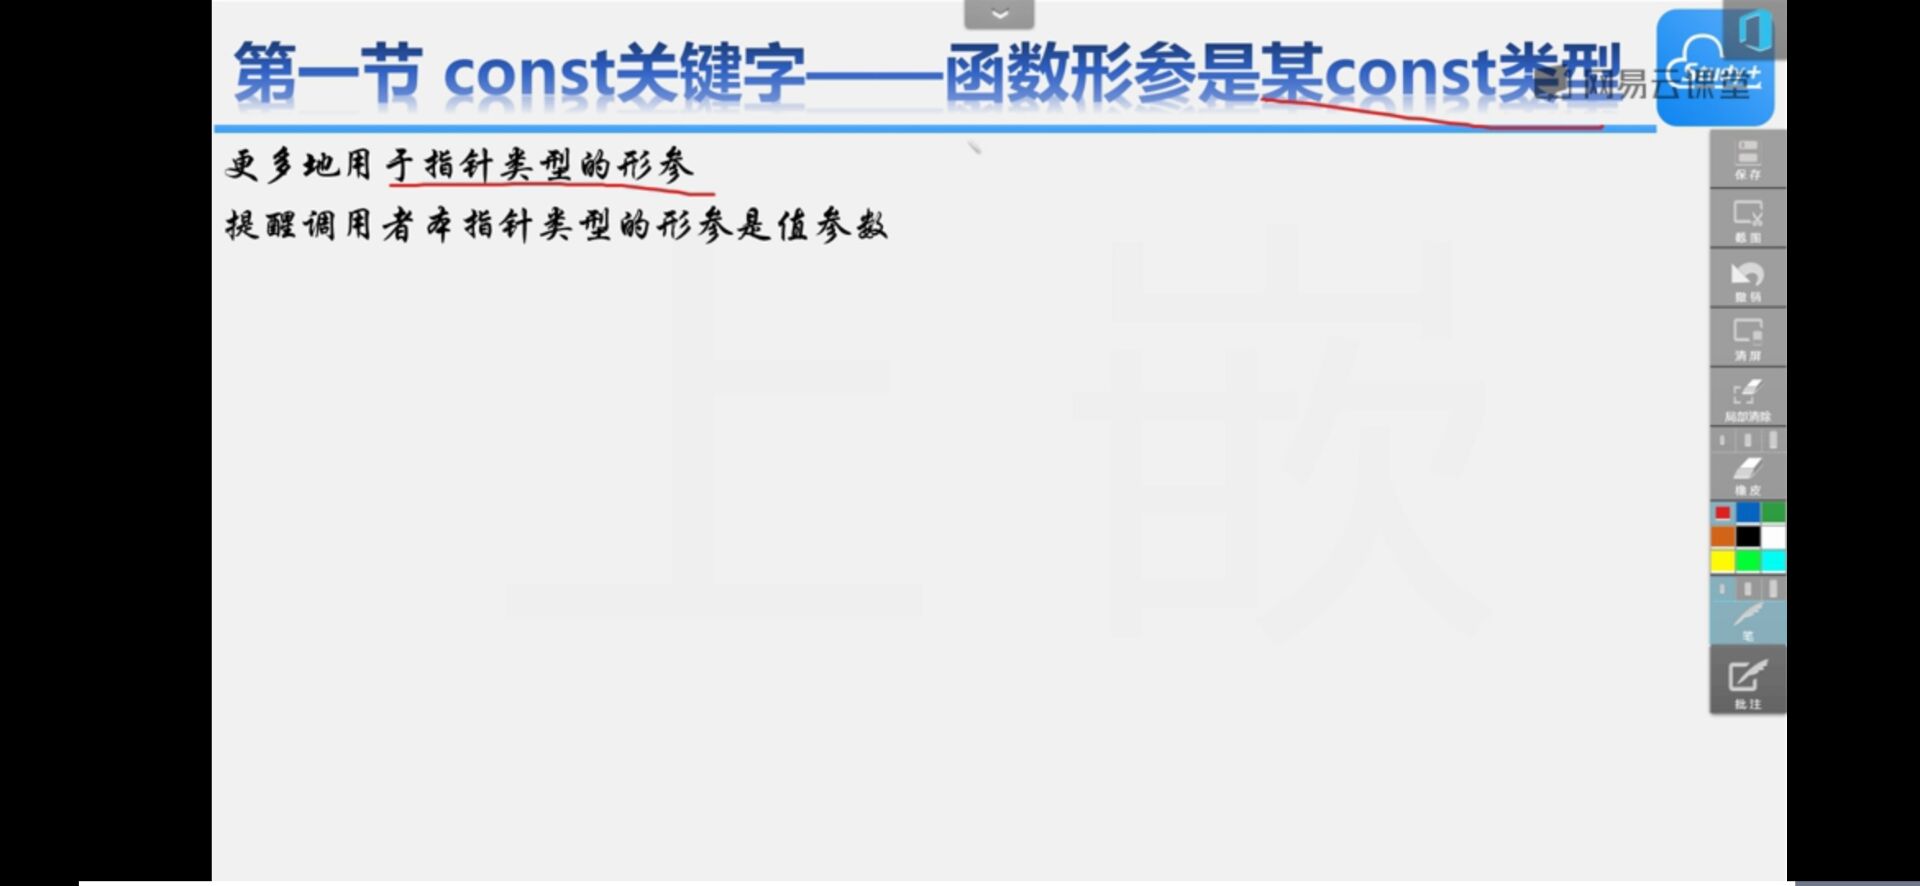 第一节 const关键字——函数形参是某const类型
Study+
网易云课堂
更多地用于指针类型的形参
提醒调用者本指针类型的形参是值参数
上嵌
保存
截图
撤销
清屏
局部清除
橡皮
笔
批注